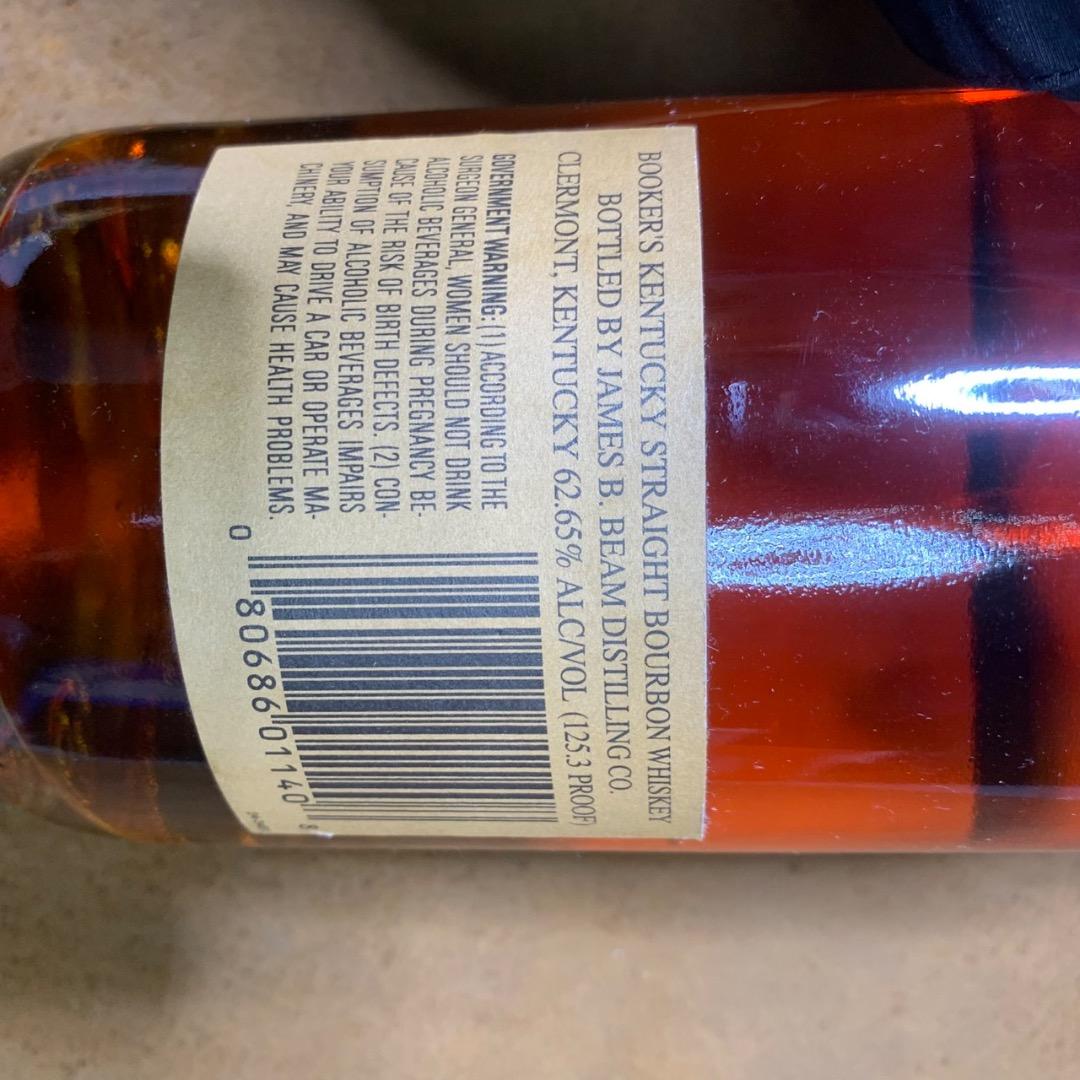 BOOKER'S KENTUCKY STRAIGHT BOURBON WHISKEY
BOTTLED BY JAMES B. BEAM DISTILLING CO.
CLERMONT, KENTUCKY 62.65% ALC/VOL (125.3 PROOF)
GOVERNMENT WARNING: (1) ACCORDING TO THE
SURGEON GENERAL, WOMEN SHOULD NOT DRINK
ALCOHOLIC BEVERAGES DURING PREGNANCY BE-
CAUSE OF THE RISK OF BIRTH DEFECTS. (2) CON-
SUMPTION OF ALCOHOLIC BEVERAGES IMPAIRS
YOUR ABILITY TO DRIVE A CAR OR OPERATE MA-
CHINERY, AND MAY CAUSE HEALTH PROBLEMS.
0 80686 01140 8